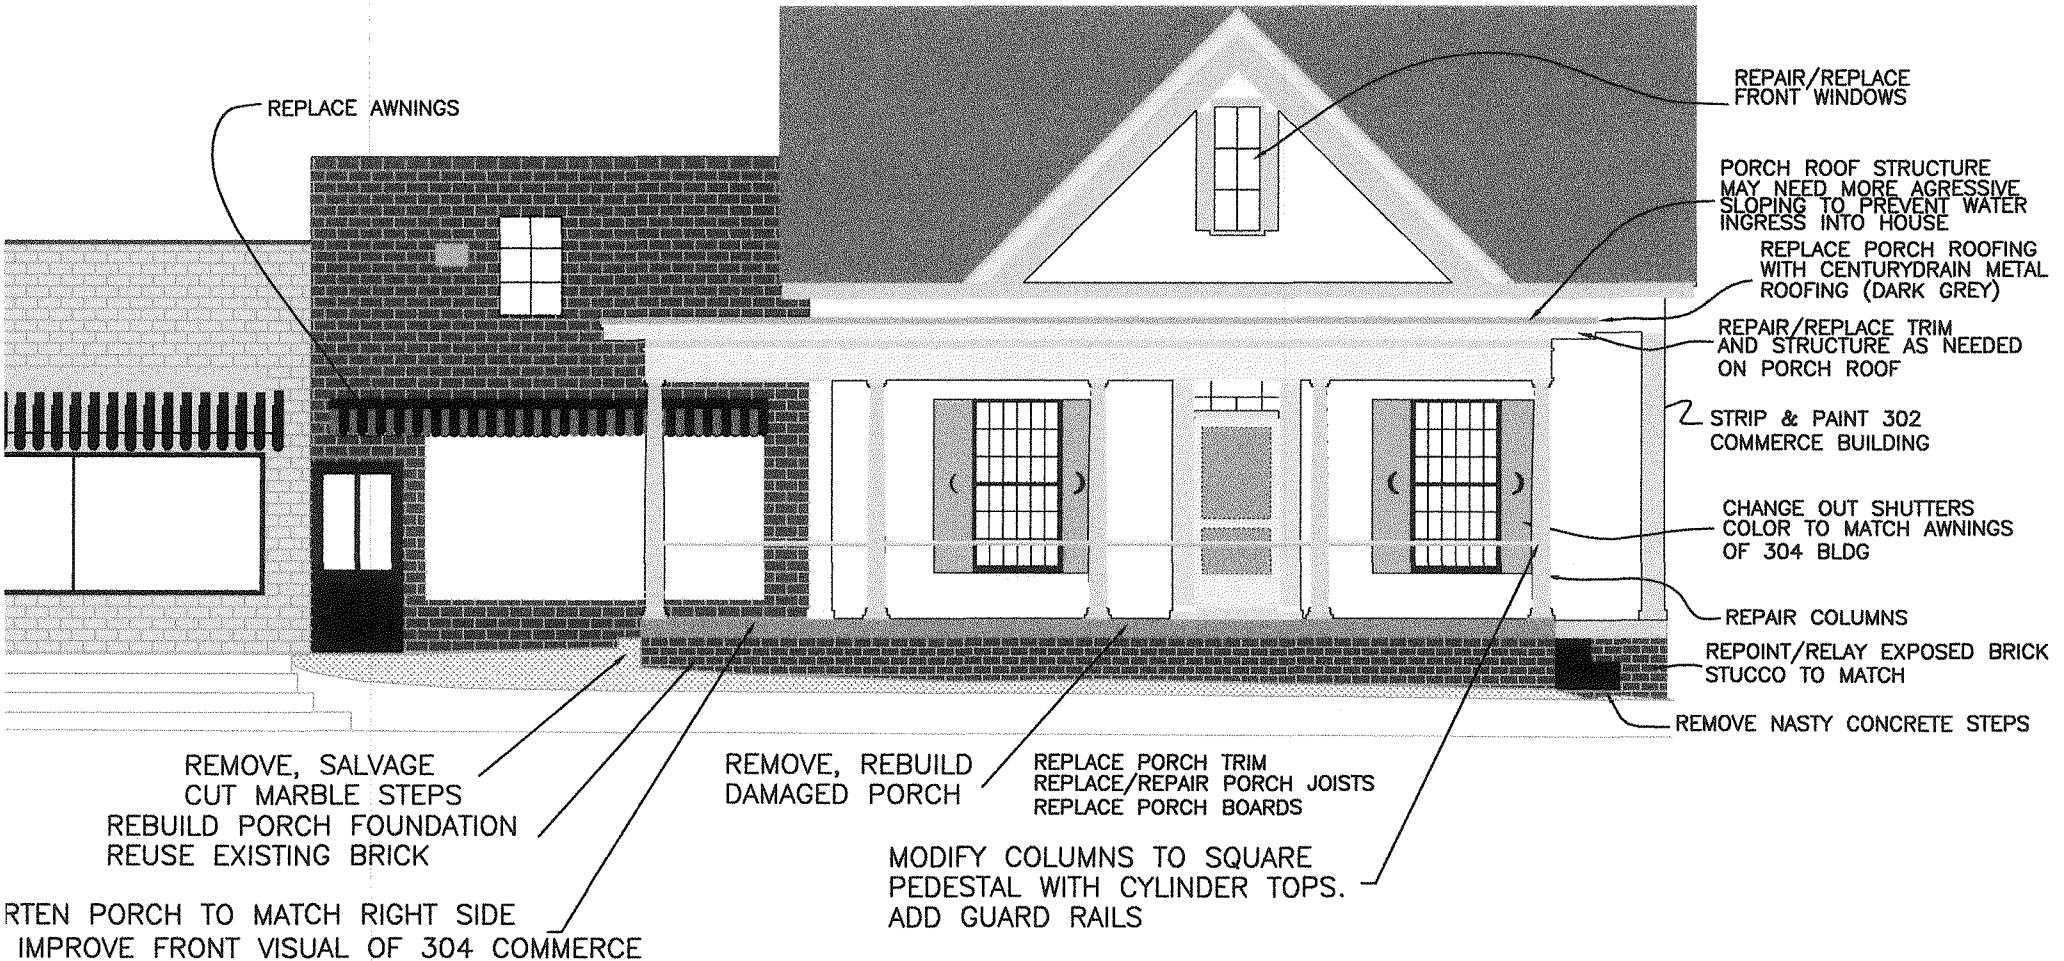 REPLACE AWNINGS
REPAIR/REPLACE
FRONT WINDOWS
PORCH ROOF STRUCTURE
MAY NEED MORE AGRESSIVE
SLOPING TO PREVENT WATER
INGRESS INTO HOUSE
REPLACE PORCH ROOFING
WITH CENTURYDRAIN METAL
ROOFING (DARK GREY)
REPAIR/REPLACE TRIM
AND STRUCTURE AS NEEDED
ON PORCH ROOF
STRIP & PAINT 302
COMMERCE BUILDING
CHANGE OUT SHUTTERS
COLOR TO MATCH AWNINGS
OF 304 BLDG
REPAIR COLUMNS
REPOINT/RELAY EXPOSED BRICK
STUCCO TO MATCH
REMOVE NASTY CONCRETE STEPS
REMOVE, SALVAGE
CUT MARBLE STEPS
REBUILD PORCH FOUNDATION
REUSE EXISTING BRICK
RTEN PORCH TO MATCH RIGHT SIDE
IMPROVE FRONT VISUAL OF 304 COMMERCE
REMOVE, REBUILD
DAMAGED PORCH
REPLACE PORCH TRIM
REPLACE/REPAIR PORCH JOISTS
REPLACE PORCH BOARDS
MODIFY COLUMNS TO SQUARE
PEDESTAL WITH CYLINDER TOPS.
ADD GUARD RAILS